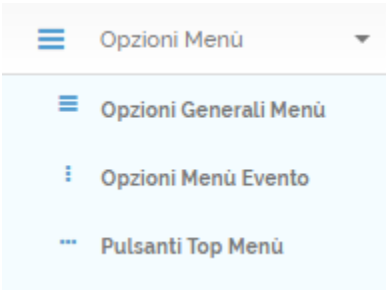 Opzioni Menù
Opzioni Generali Menù
Opzioni Menù Evento
Pulsanti Top Menù